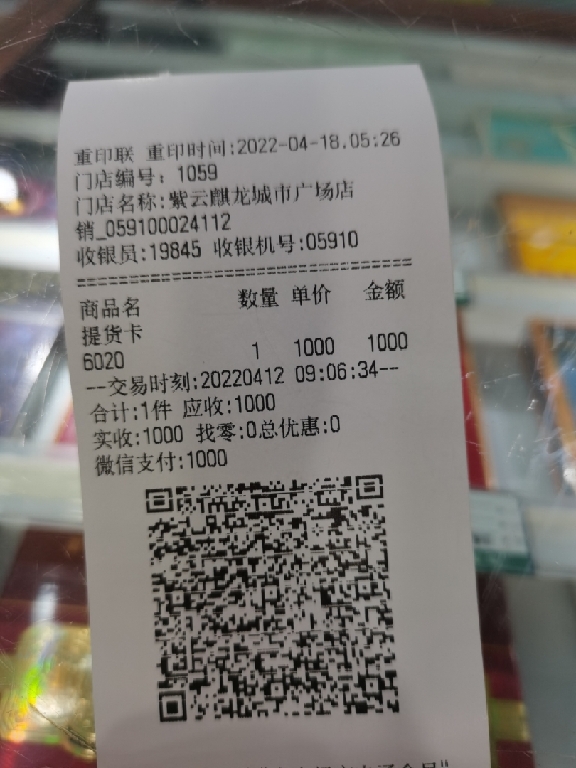 重印联 重印时间:2022-04-18.05:26
门店编号: 1059
门店名称:紫云麒龙城市广场店
销_059100024112
收银员:19845 收银机号:05910
================================
商品名 数量 单价 金额
提货卡
6020 1 1000 1000
--交易时刻:20220412 09:06:34--
合计:1件 应收:1000
实收:1000 找零:0总优惠:0
微信支付:1000